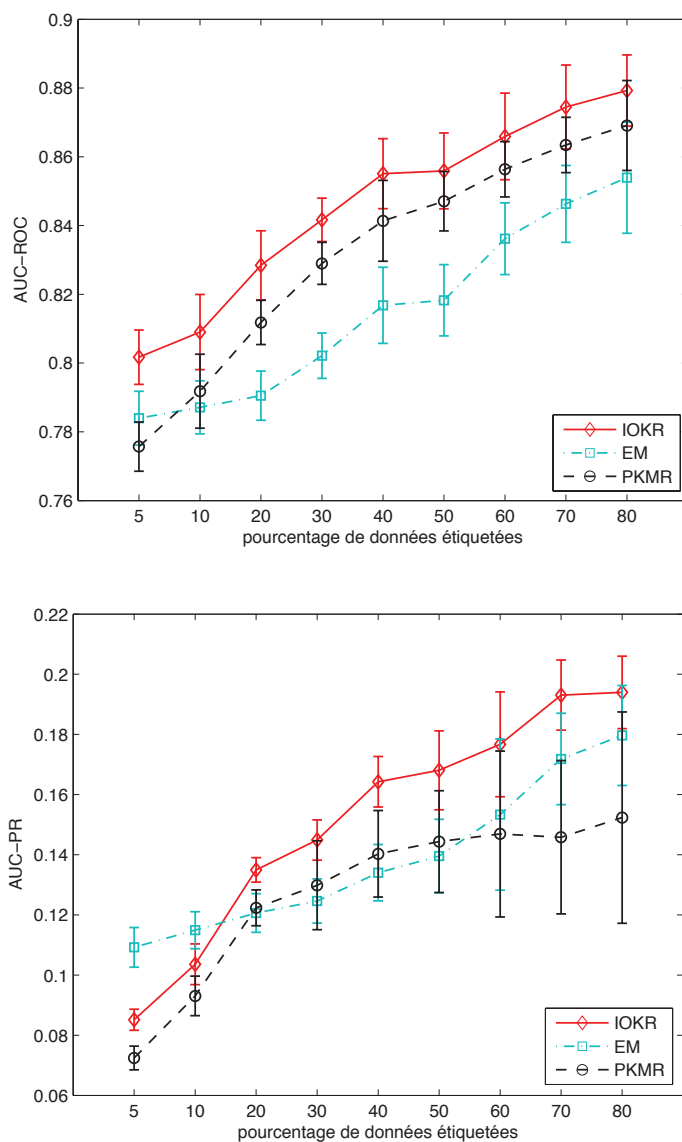 0.9
0.88
0.86
0.84
0.82
0.8
0.78
0.76
AUC−ROC
5 10 20 30 40 50 60 70 80
pourcentage de données étiquetées
IOKR
EM
PKMR
0.22
0.2
0.18
0.16
0.14
0.12
0.1
0.08
0.06
AUC−PR
5 10 20 30 40 50 60 70 80
pourcentage de données étiquetées
IOKR
EM
PKMR